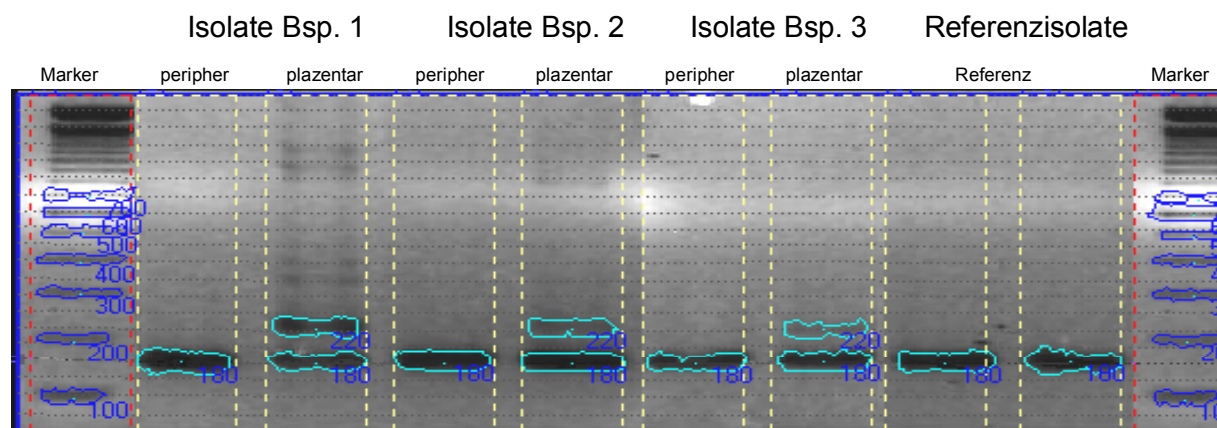 Isolate Bsp. 1 Isolate Bsp. 2 Isolate Bsp. 3 Referenzisolate
Marker peripher plazentar peripher plazentar peripher plazentar Referenz Marker
600
500
400
300
220 220 220
200
180 180 180 180 180 180 180 180
100